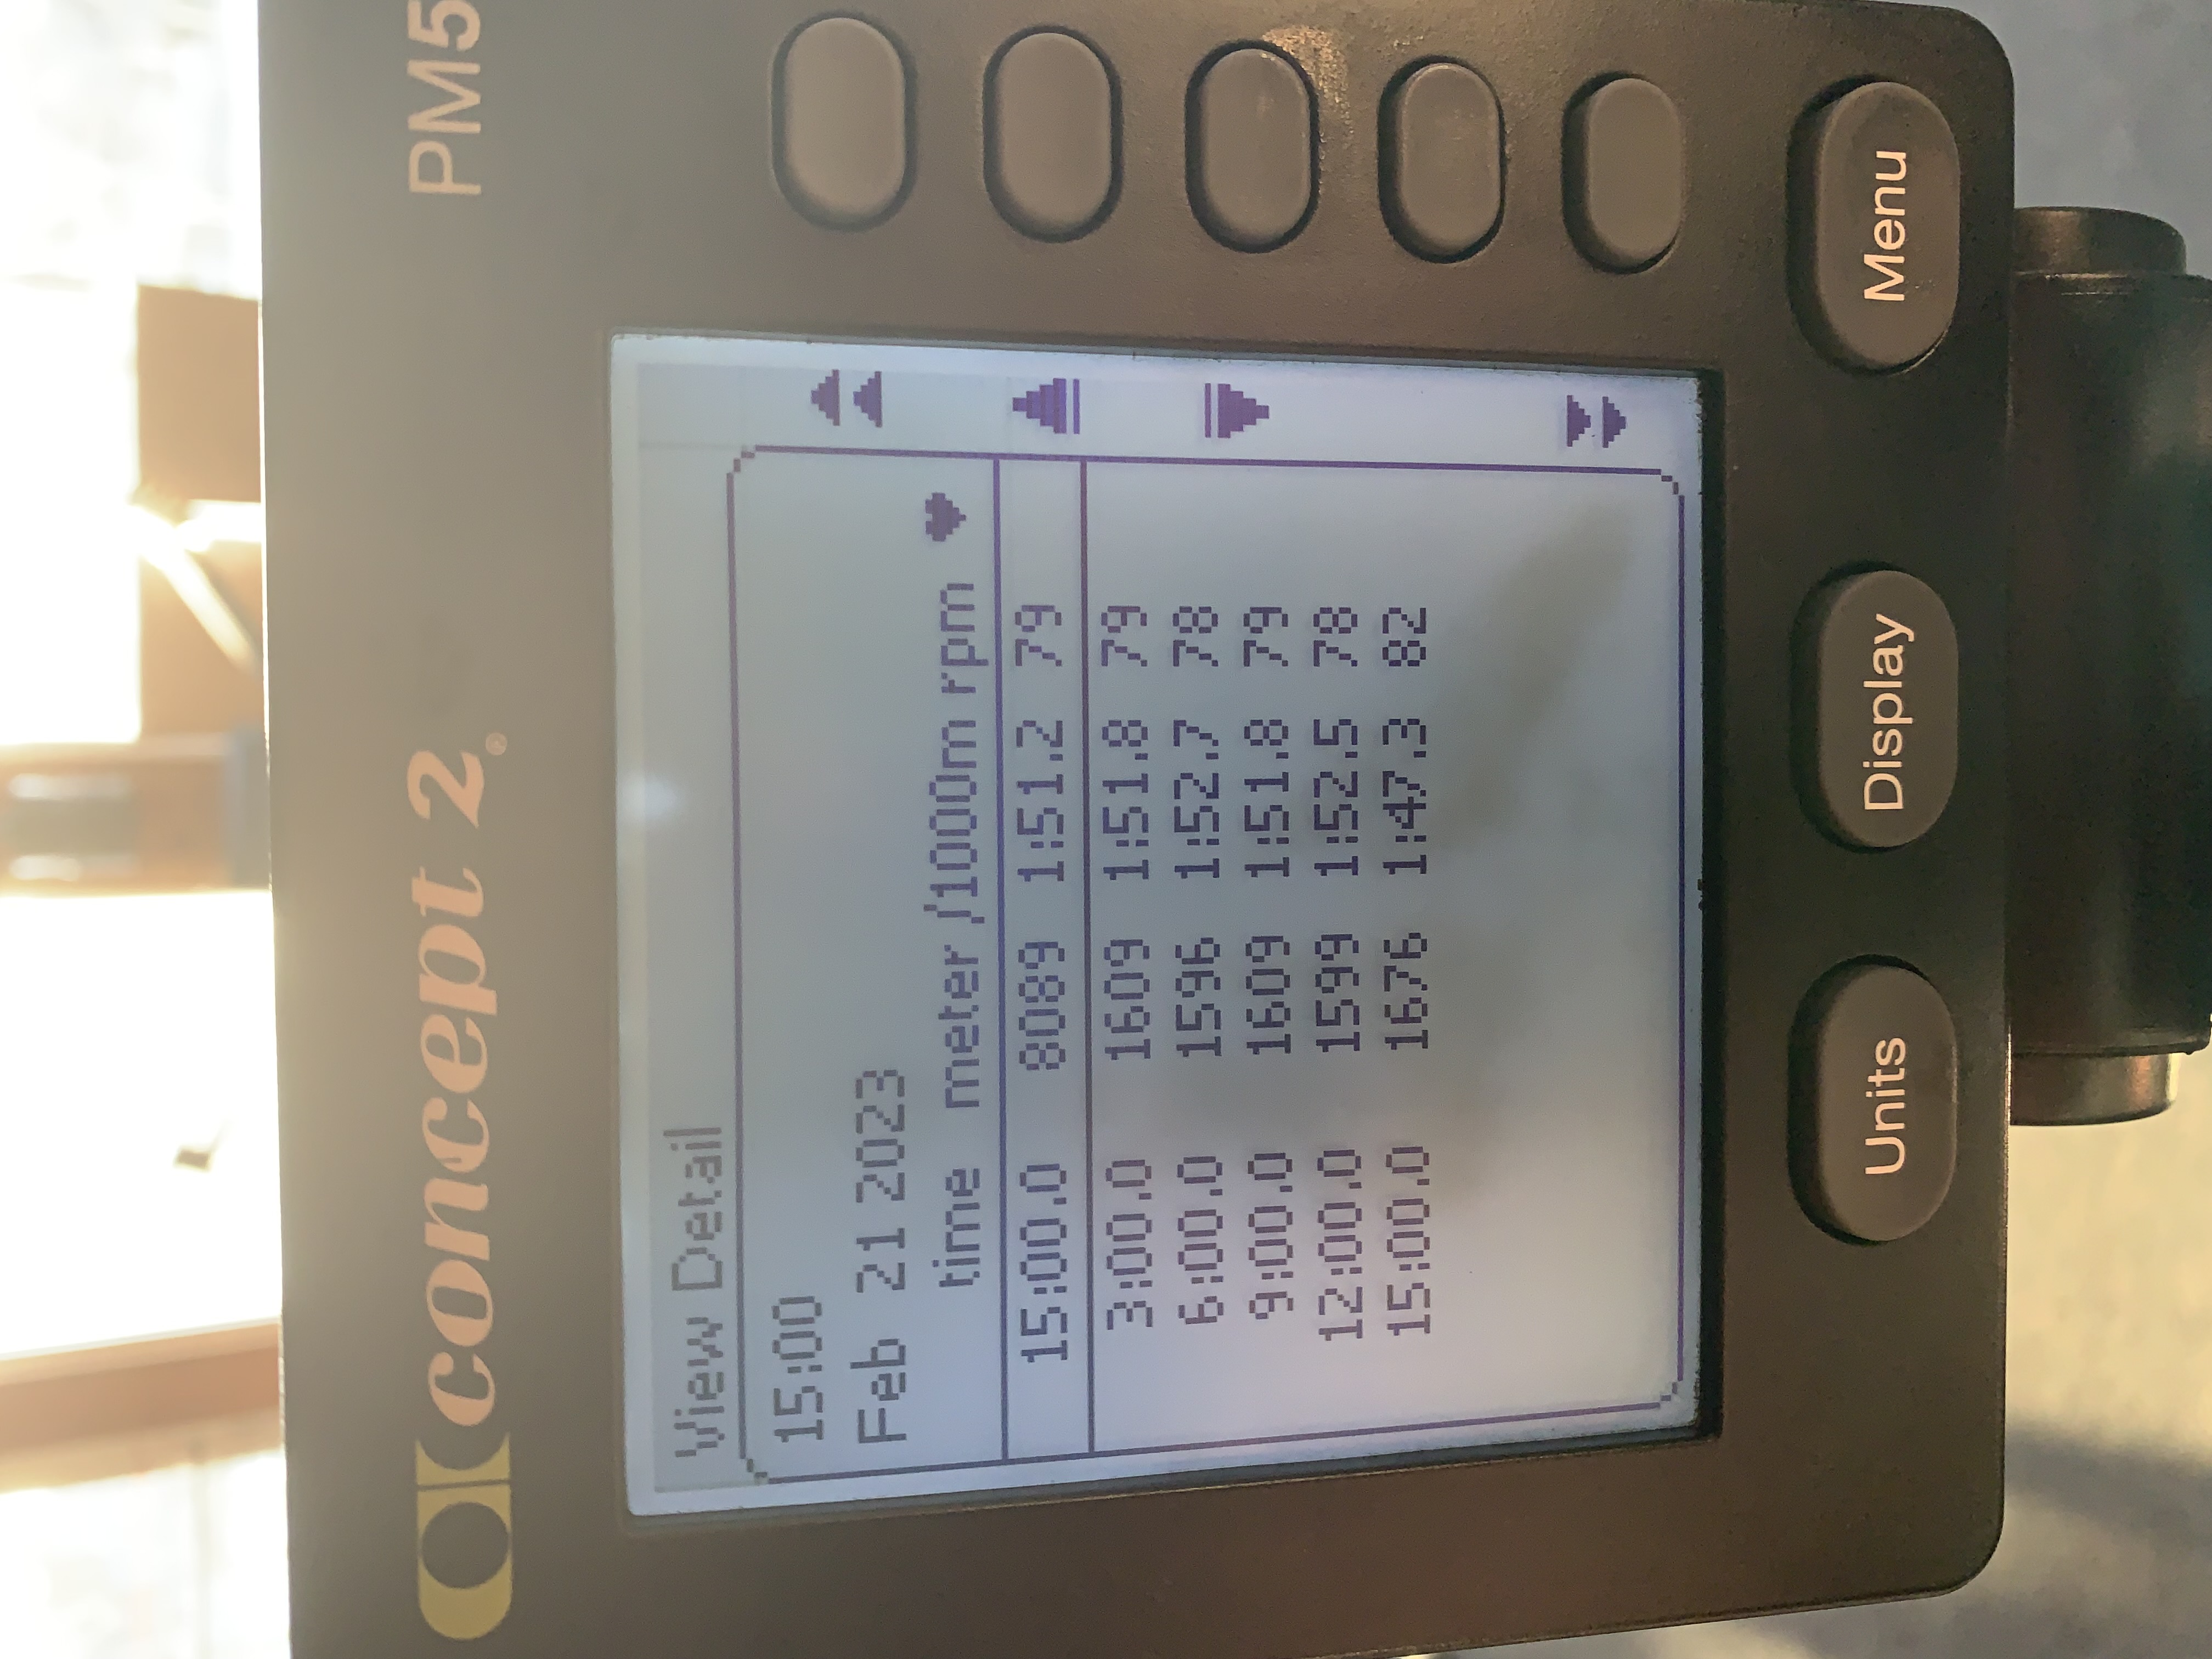 concept 2® PM5
View Detail
15:00
Feb 21 2023
time meter /1000m rpm ♥
15:00.0 8089 1:51.2 79
3:00.0 1609 1:51.8 79
6:00.0 1596 1:52.7 78
9:00.0 1609 1:51.8 79
12:00.0 1599 1:52.5 78
15:00.0 1676 1:47.3 82
Units Display Menu